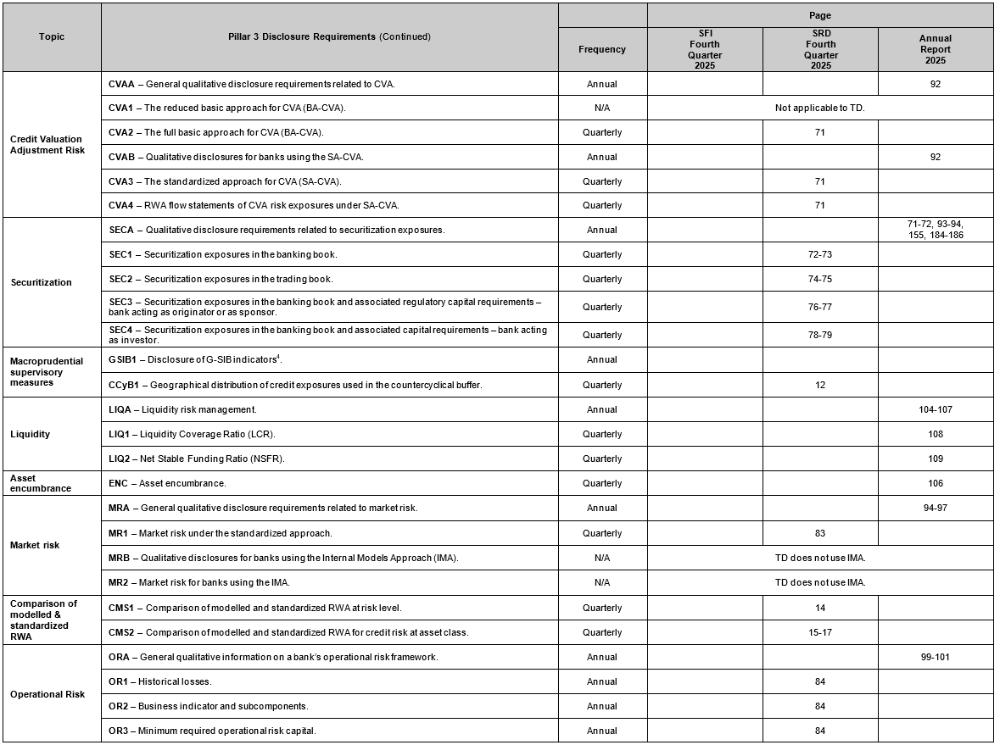 Topic
Pillar 3 Disclosure Requirements (Continued)
Page
Frequency
SFI
Fourth
Quarter
2025
SRD
Fourth
Quarter
2025
Annual
Report
2025
Credit Valuation
Adjustment Risk
CVAA – General qualitative disclosure requirements related to CVA.
Annual
92
CVA1 – The reduced basic approach for CVA (BA-CVA).
N/A
Not applicable to TD.
CVA2 – The full basic approach for CVA (BA-CVA).
Quarterly
71
CVAB – Qualitative disclosures for banks using the SA-CVA.
Annual
92
CVA3 – The standardized approach for CVA (SA-CVA).
Quarterly
71
CVA4 – RWA flow statements of CVA risk exposures under SA-CVA.
Quarterly
71
Securitization
SECA – Qualitative disclosure requirements related to securitization exposures.
Annual
71-72, 93-94,
155, 184-186
SEC1 – Securitization exposures in the banking book.
Quarterly
72-73
SEC2 – Securitization exposures in the trading book.
Quarterly
74-75
SEC3 – Securitization exposures in the banking book and associated regulatory capital requirements –
bank acting as originator or as sponsor.
Quarterly
76-77
SEC4 – Securitization exposures in the banking book and associated capital requirements – bank acting
as investor.
Quarterly
78-79
Macroprudential
supervisory
measures
GSIB1 – Disclosure of G-SIB indicators4.
Annual
CCyB1 – Geographical distribution of credit exposures used in the countercyclical buffer.
Quarterly
12
Liquidity
LIQA – Liquidity risk management.
Annual
104-107
LIQ1 – Liquidity Coverage Ratio (LCR).
Quarterly
108
LIQ2 – Net Stable Funding Ratio (NSFR).
Quarterly
109
Asset
encumbrance
ENC – Asset encumbrance.
Quarterly
106
Market risk
MRA – General qualitative disclosure requirements related to market risk.
Annual
94-97
MR1 – Market risk under the standardized approach.
Quarterly
83
MRB – Qualitative disclosures for banks using the Internal Models Approach (IMA).
N/A
TD does not use IMA.
MR2 – Market risk for banks using the IMA.
N/A
TD does not use IMA.
Comparison of
modelled &
standardized
RWA
CMS1 – Comparison of modelled and standardized RWA at risk level.
Quarterly
14
CMS2 – Comparison of modelled and standardized RWA for credit risk at asset class.
Quarterly
15-17
Operational Risk
ORA – General qualitative information on a bank's operational risk framework.
Annual
99-101
OR1 – Historical losses.
Annual
84
OR2 – Business indicator and subcomponents.
Annual
84
OR3 – Minimum required operational risk capital.
Annual
84